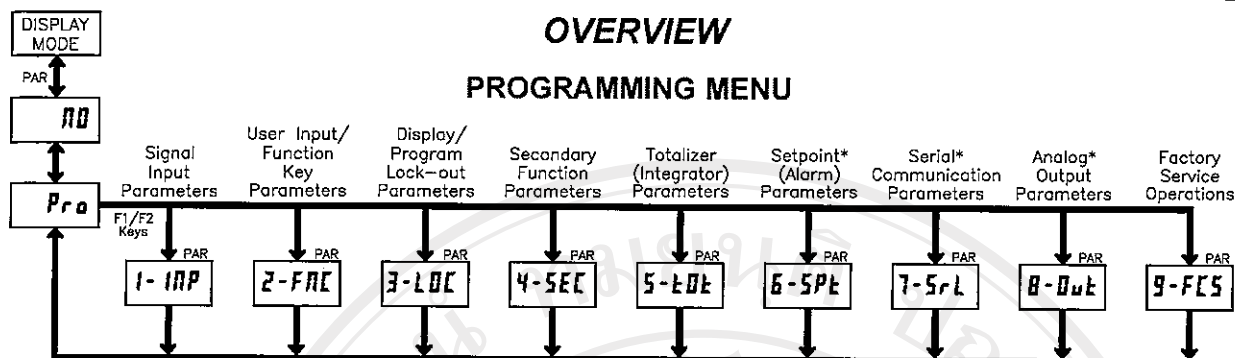 OVERVIEW
PROGRAMMING MENU
DISPLAY
MODE
PAR
NO
Pro
F1/F2
Keys
Signal
Input
Parameters
User Input/
Function
Key
Parameters
Display/
Program
Lock-out
Parameters
Secondary
Function
Parameters
Totalizer
(Integrator)
Parameters
Setpoint*
(Alarm)
Parameters
Serial*
Communication
Parameters
Analog*
Output
Parameters
Factory
Service
Operations
PAR
PAR
PAR
PAR
PAR
PAR
PAR
PAR
PAR
1-INP
2-FNC
3-LOC
4-SEC
5-tOt
6-SPt
7-SrL
8-Out
9-FCS